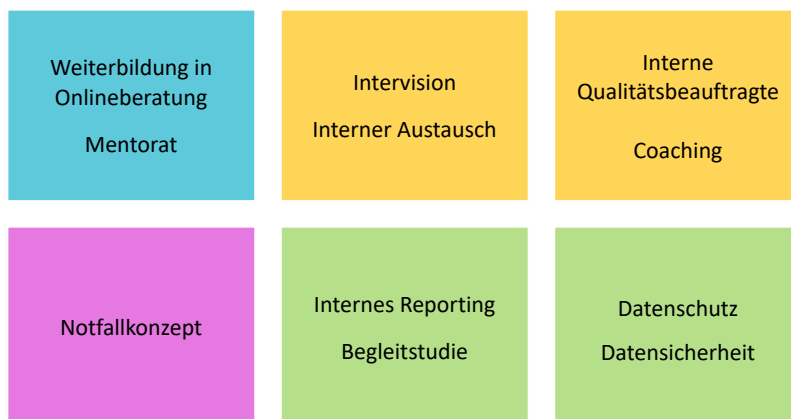 Weiterbildung in
Onlineberatung
Mentorat
Intervision
Interner Austausch
Interne
Qualitätsbeauftragte
Coaching
Notfallkonzept
Internes Reporting
Begleitstudie
Datenschutz
Datensicherheit